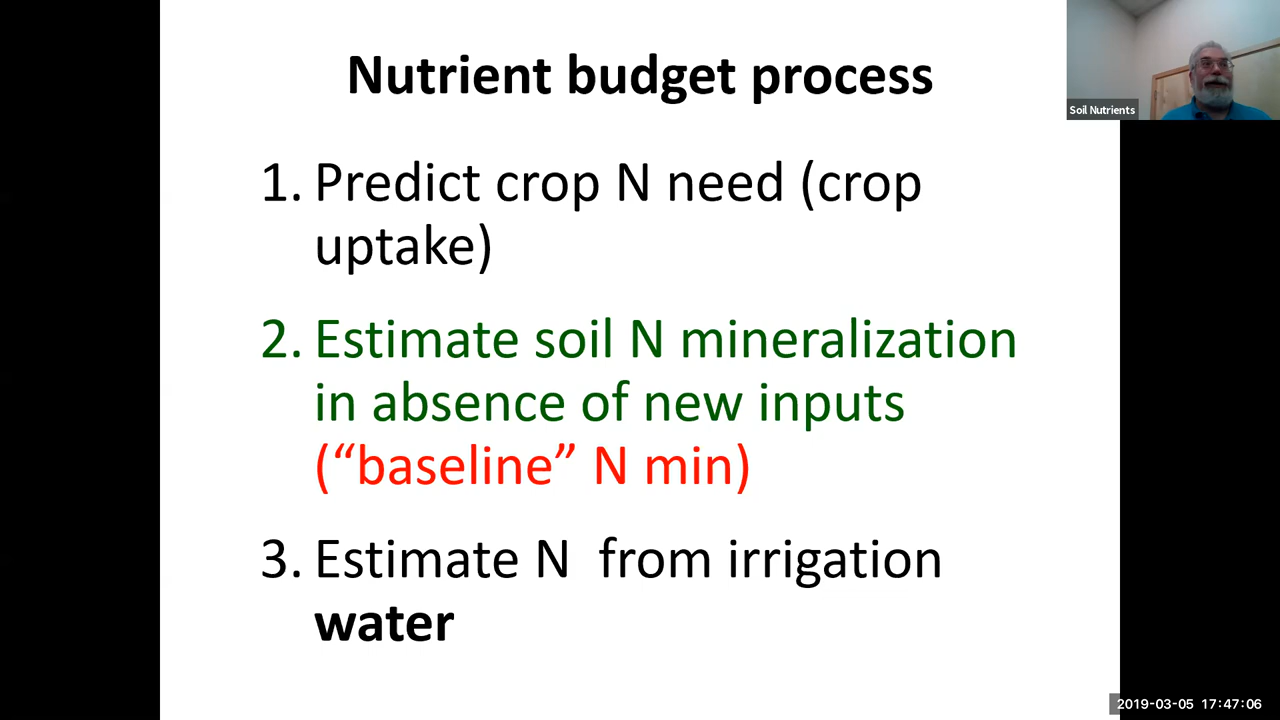 Nutrient budget process
Soil Nutrients
1. Predict crop N need (crop
uptake)
2. Estimate soil N mineralization
in absence of new inputs
(“baseline” N min)
3. Estimate N  from irrigation
water
2019-03-05 17:47:06